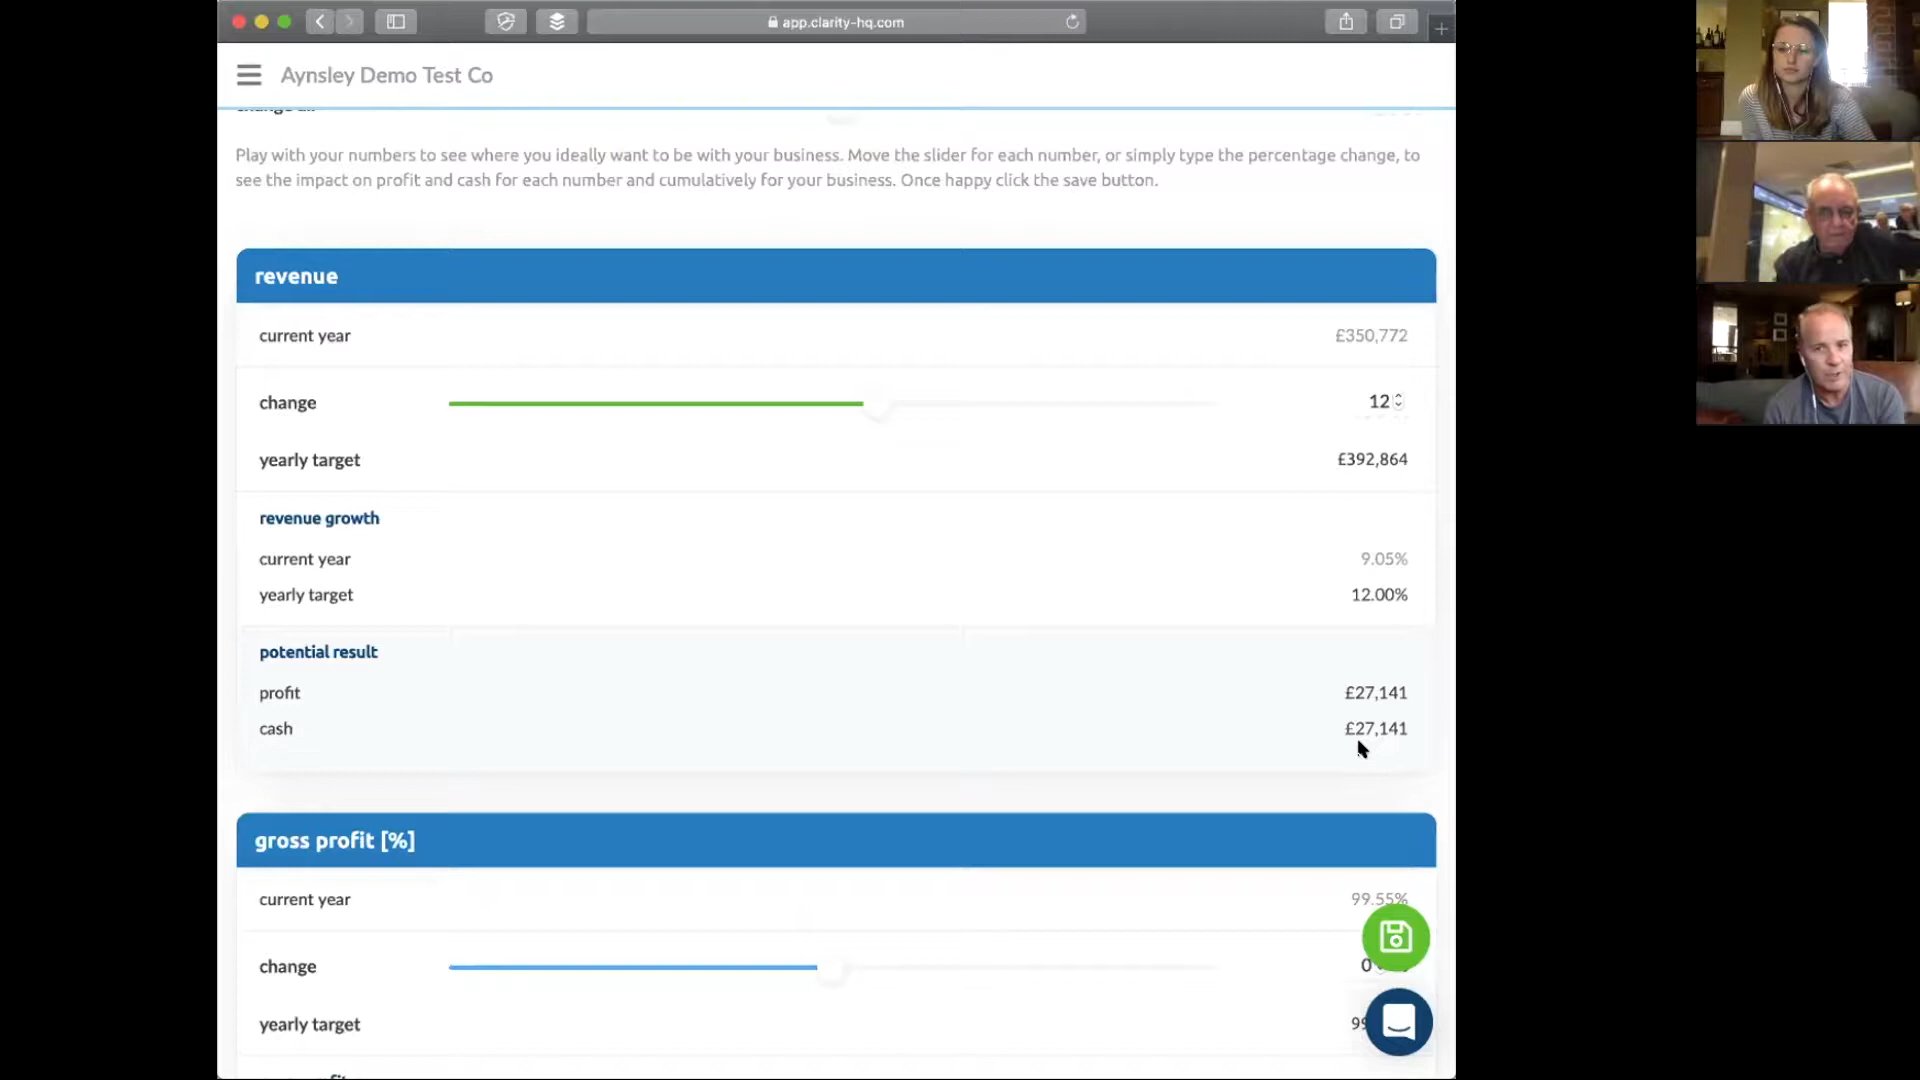 app.clarity-hq.com
Aynsley Demo Test Co
Play with your numbers to see where you ideally want to be with your business. Move the slider for each number, or simply type the percentage change, to
see the impact on profit and cash for each number and cumulatively for your business. Once happy click the save button.
revenue
current year £350,772
change 12
yearly target £392,864
revenue growth
current year 9.05%
yearly target 12.00%
potential result
profit £27,141
cash £27,141
gross profit [%]
current year 99.55%
change 0
yearly target